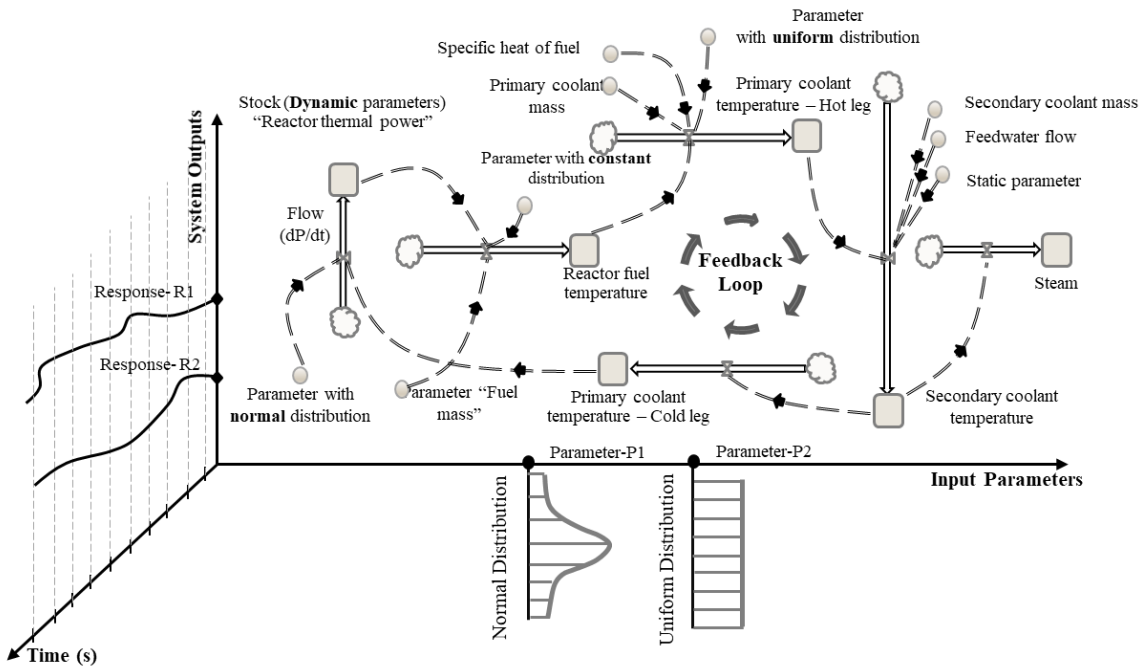 Parameter
with uniform distribution
Specific heat of fuel
Primary coolant
mass
Primary coolant
temperature – Hot leg
Secondary coolant mass
Feedwater flow
Static parameter
Stock (Dynamic parameters)
“Reactor thermal power”
Parameter with constant
distribution
System Outputs
Flow
(dP/dt)
Reactor fuel
temperature
Feedback
Loop
Steam
Response- R1
Response- R2
Parameter with
normal distribution
arameter “Fuel
mass”
Primary coolant
temperature – Cold leg
Secondary coolant
temperature
Parameter-P1
Parameter-P2
Input Parameters
Normal Distribution
Uniform Distribution
Time (s)